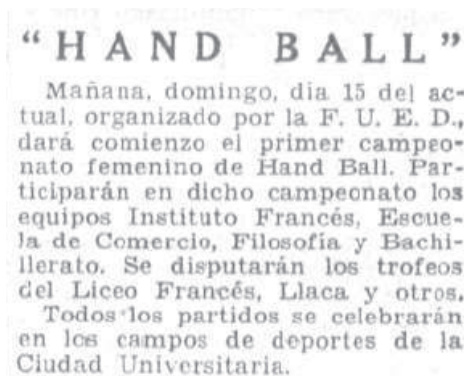 “HAND BALL”
Mañana, domingo, dia 15 del ac-
tual, organizado por la F. U. E. D.,
dará comienzo el primer campeo-
nato femenino de Hand Ball. Par-
ticiparán en dicho campeonato los
equipos Instituto Francés, Escue-
la de Comercio, Filosofía y Bachi-
llerato. Se disputarán los trofeos
del Liceo Francés, Llaca y otros.
Todos los partidos se celebrarán
en los campos de deportes de la
Ciudad Universitaria.